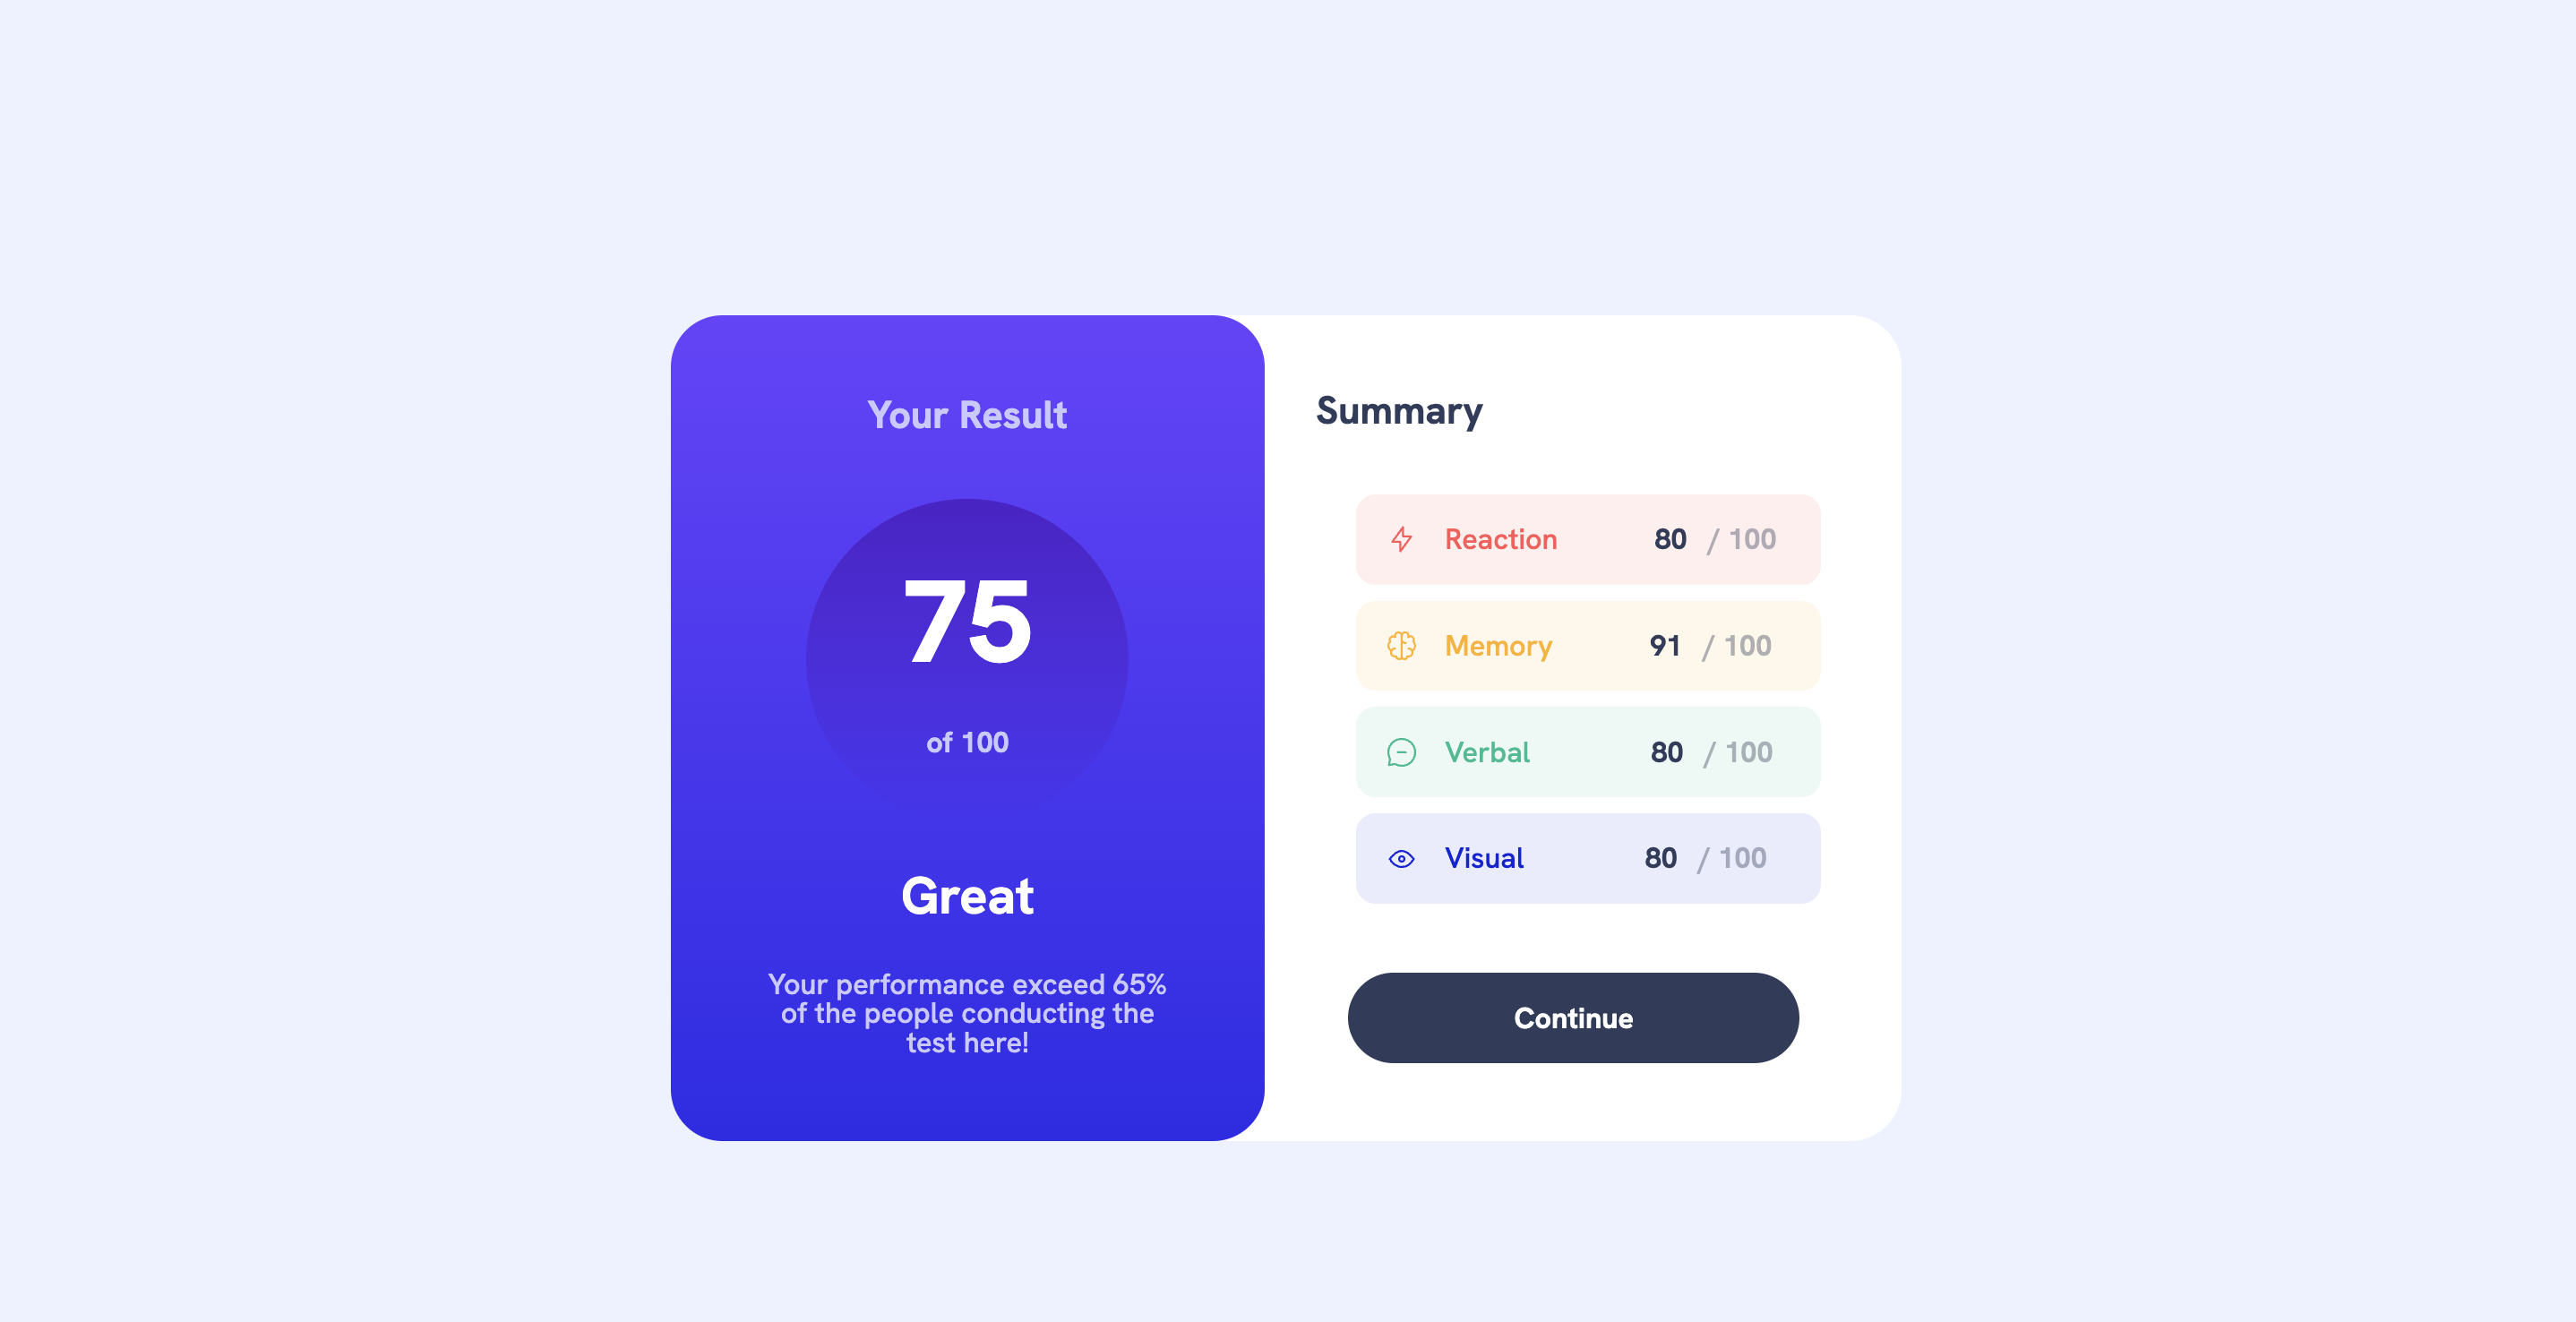 Your Result
75
of 100
Great
Your performance exceed 65%
of the people conducting the
test here!
Summary
Reaction 80 / 100
Memory 91 / 100
Verbal 80 / 100
Visual 80 / 100
Continue